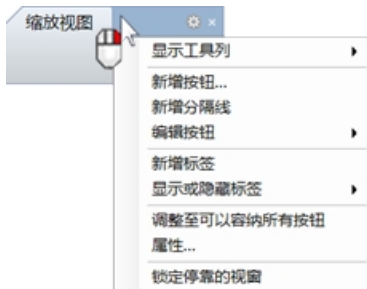 缩放视图
显示工具列
新增按钮...
新增分隔线
编辑按钮
新增标签
显示或隐藏标签
调整至可以容纳所有按钮
属性...
锁定停靠的视窗